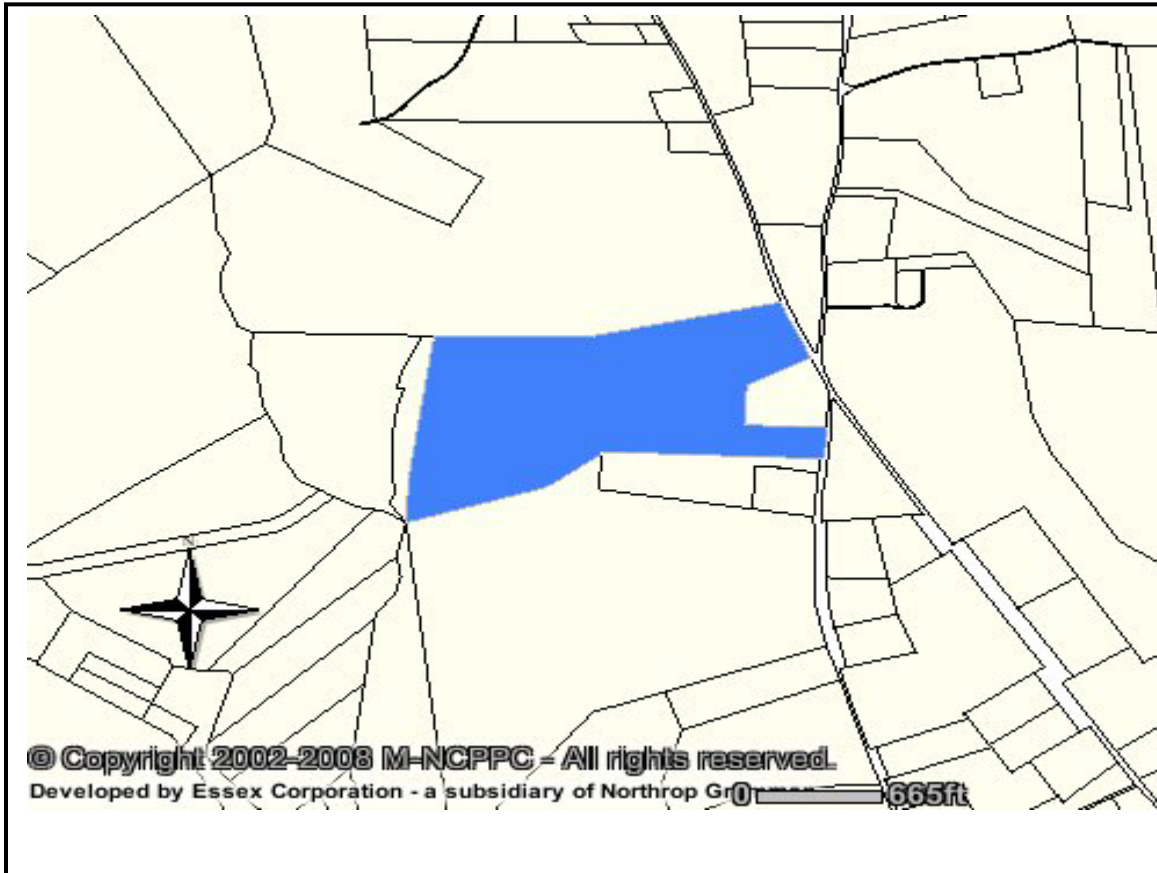 N
© Copyright 2002-2008 M-NCPPC - All rights reserved.
Developed by Essex Corporation - a subsidiary of Northrop
0 665ft